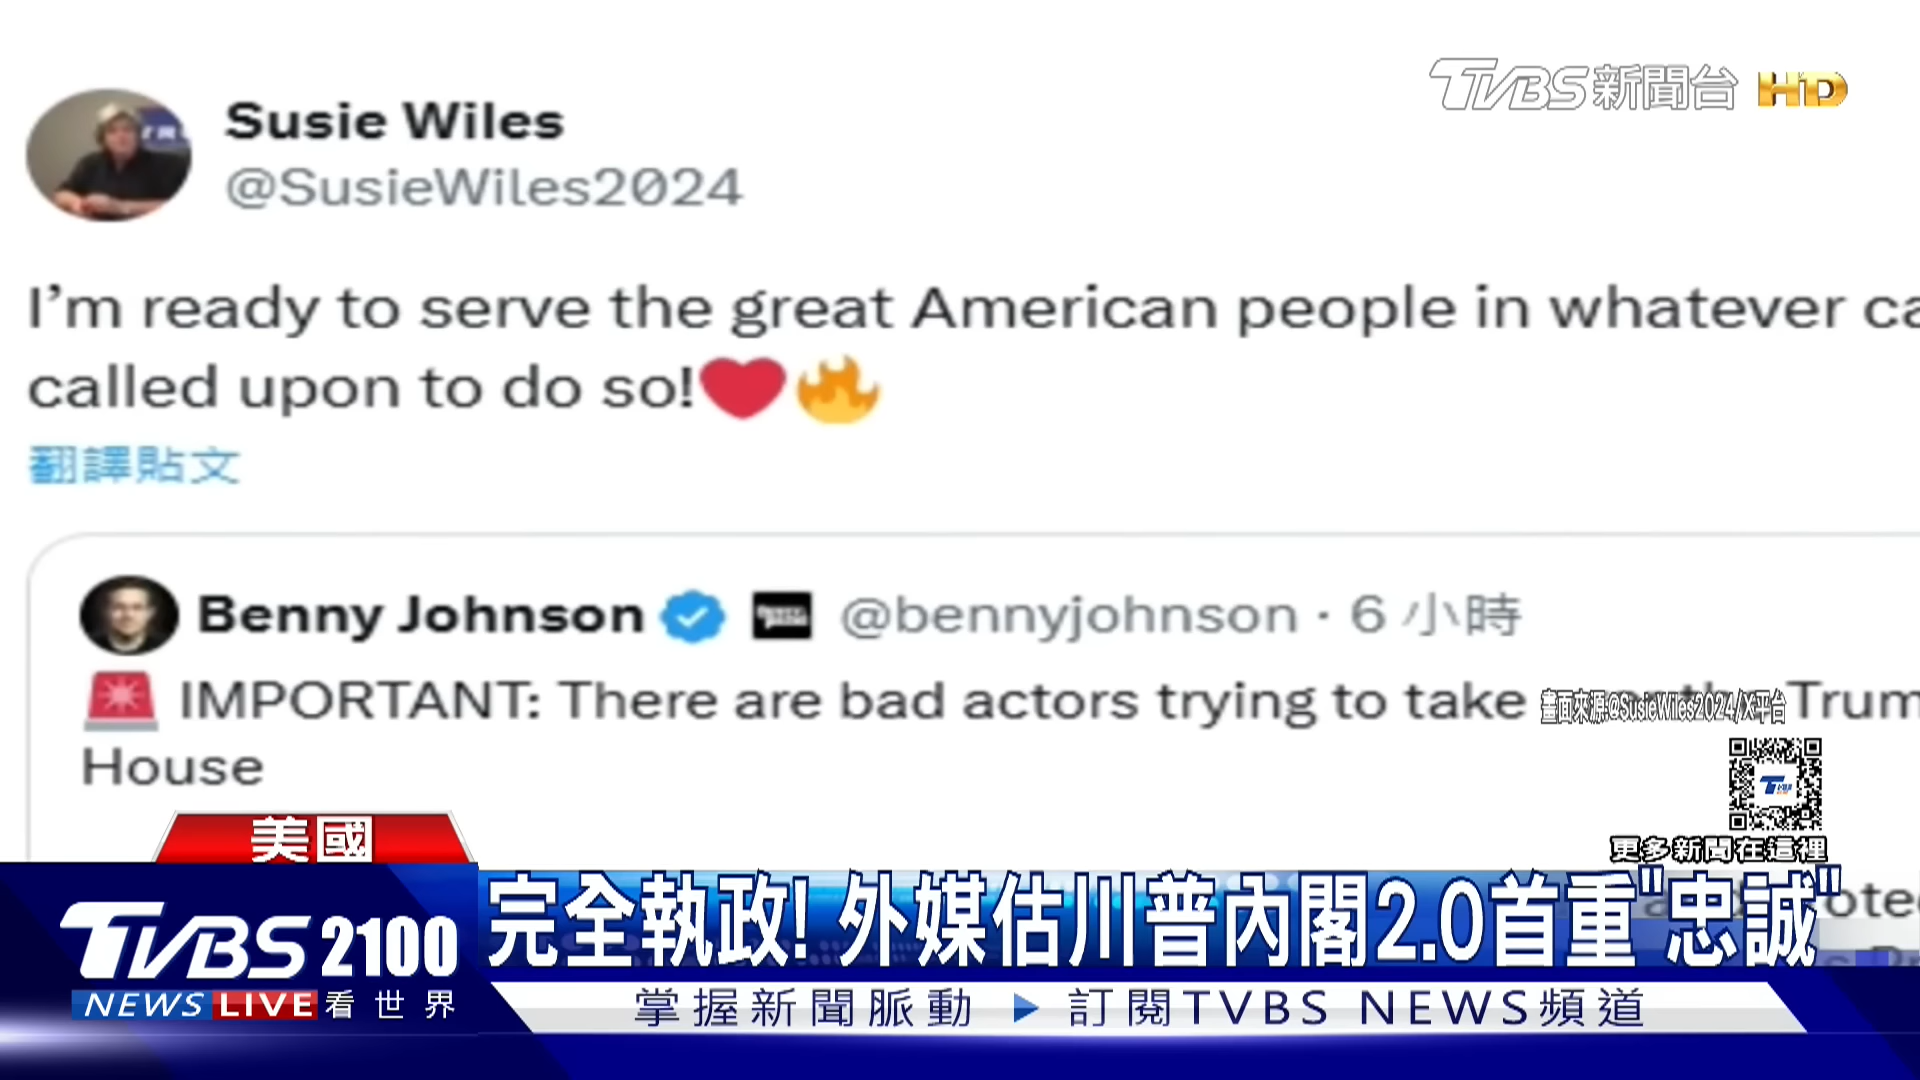 TVBS新聞台 HD
Susie Wiles
@SusieWiles2024
I’m ready to serve the great American people in whatever ca
called upon to do so!❤️🔥
翻譯貼文
Benny Johnson @bennyjohnson · 6 小時
🚨 IMPORTANT: There are bad actors trying to take Trum
House
畫面來源:@SusieWiles2024/X平台
更多新聞在這裡
美國
完全執政! 外媒估川普內閣2.0首重"忠誠"
TVBS 2100
NEWS LIVE 看世界
掌握新聞脈動 ▶ 訂閱TVBS NEWS頻道